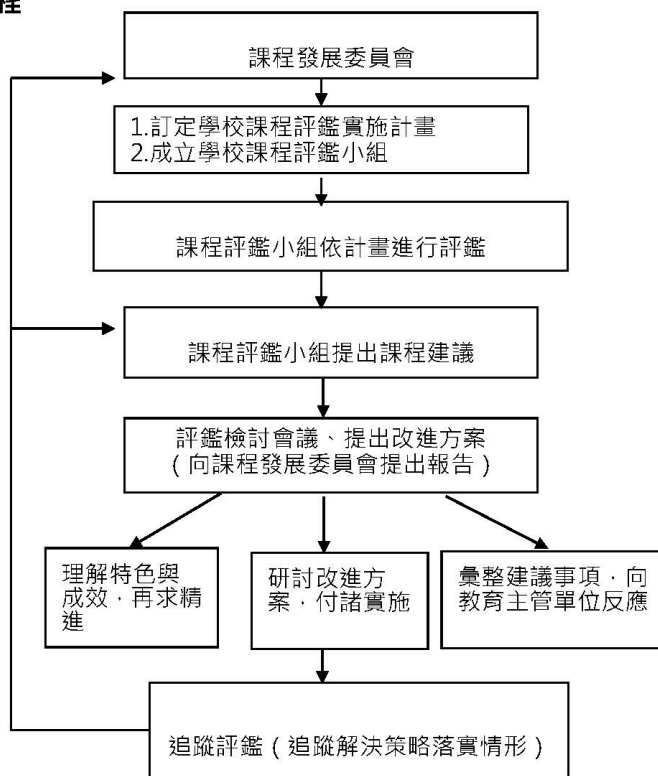 程
課程發展委員會
1.訂定學校課程評鑑實施計畫
2.成立學校課程評鑑小組
課程評鑑小組依計畫進行評鑑
課程評鑑小組提出課程建議
評鑑檢討會議、提出改進方案
（向課程發展委員會提出報告）
理解特色與
成效，再求精
進
研討改進方
案，付諸實施
彙整建議事項，向
教育主管單位反應
追蹤評鑑（追蹤解決策略落實情形）